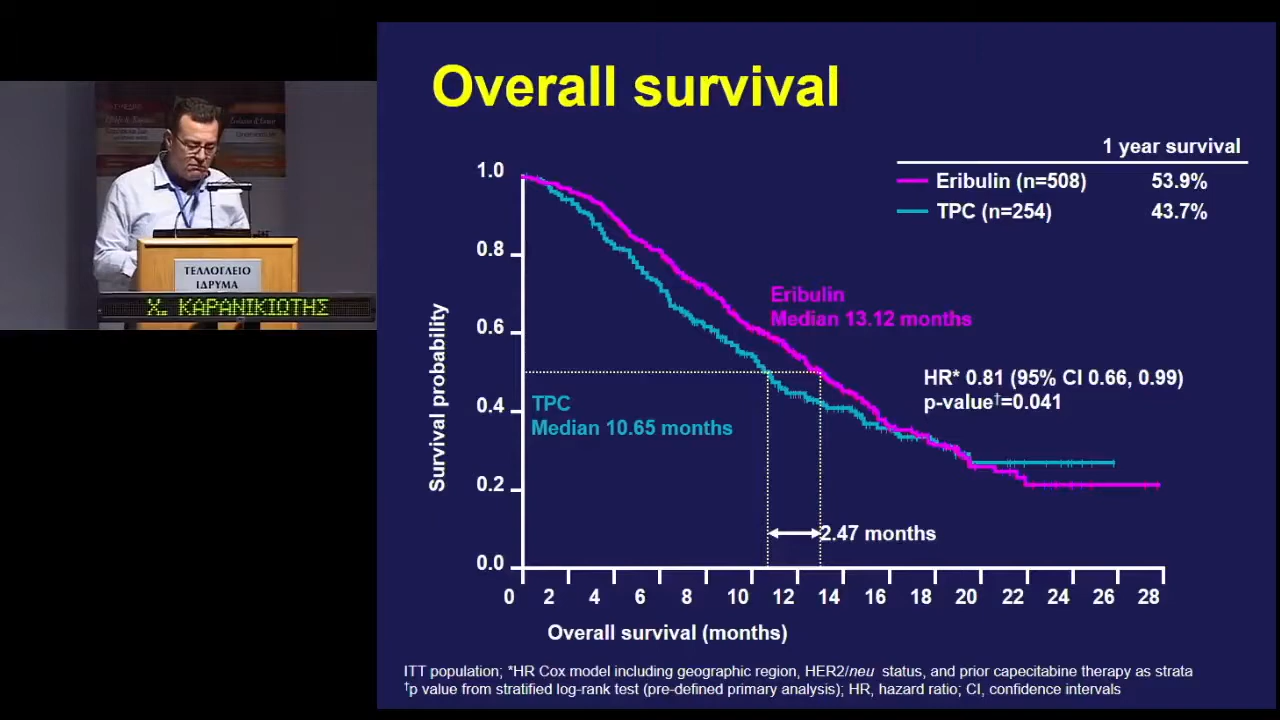 ΤΕΛΛΟΓΛΕΙΟ
ΙΔΡΥΜΑ
Χ. ΚΑΡΑΝΙΚΙΩΤΗΣ
Overall survival
1 year survival
Eribulin (n=508) 53.9%
TPC (n=254) 43.7%
Survival probability
1.0
0.8
0.6
0.4
0.2
0.0
Eribulin
Median 13.12 months
HR* 0.81 (95% CI 0.66, 0.99)
p-value†=0.041
TPC
Median 10.65 months
2.47 months
0 2 4 6 8 10 12 14 16 18 20 22 24 26 28
Overall survival (months)
ITT population; *HR Cox model including geographic region, HER2/neu status, and prior capecitabine therapy as strata
†p value from stratified log-rank test (pre-defined primary analysis); HR, hazard ratio; CI, confidence intervals